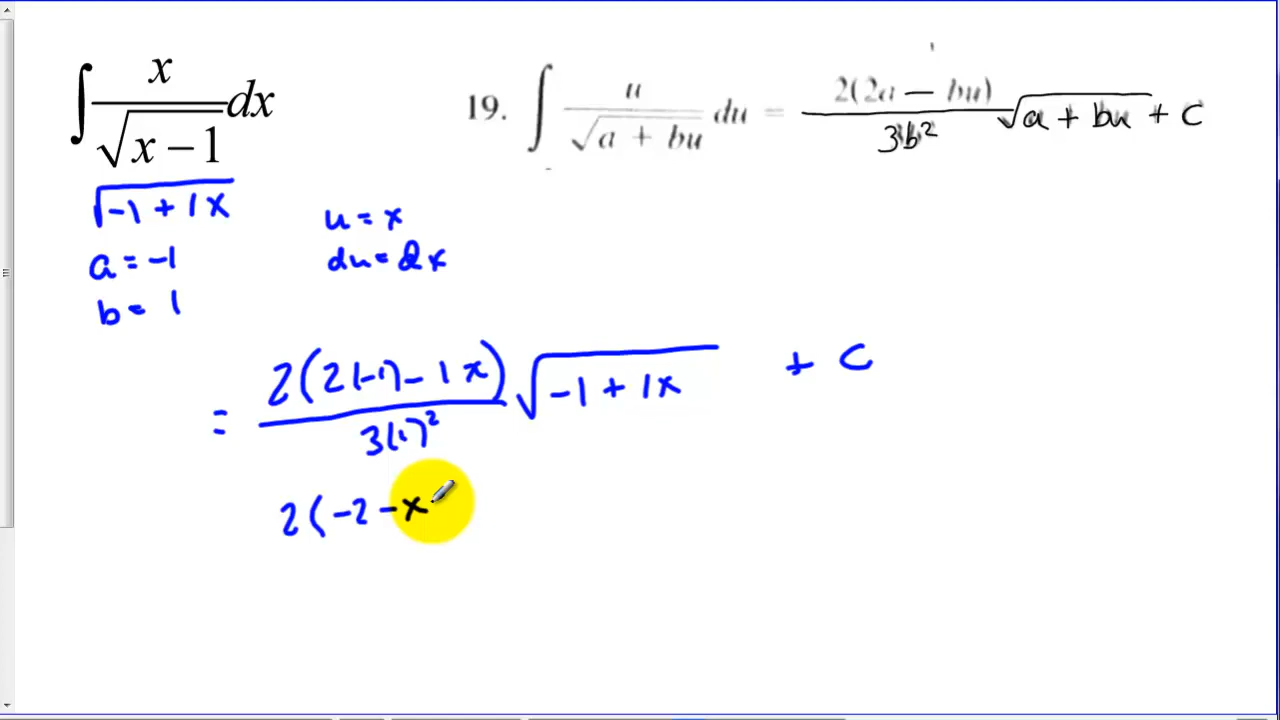 ∫ x/√(x − 1) dx
19. ∫ u/√(a + bu) du = 2(2a − bu)/3b² √(a + bu) + C
√(-1 + 1x)
a = -1
b = 1
u = x
du = dx
= 2(2(-1) - 1x)/3(1)² √(-1 + 1x) + C
2(-2 - x